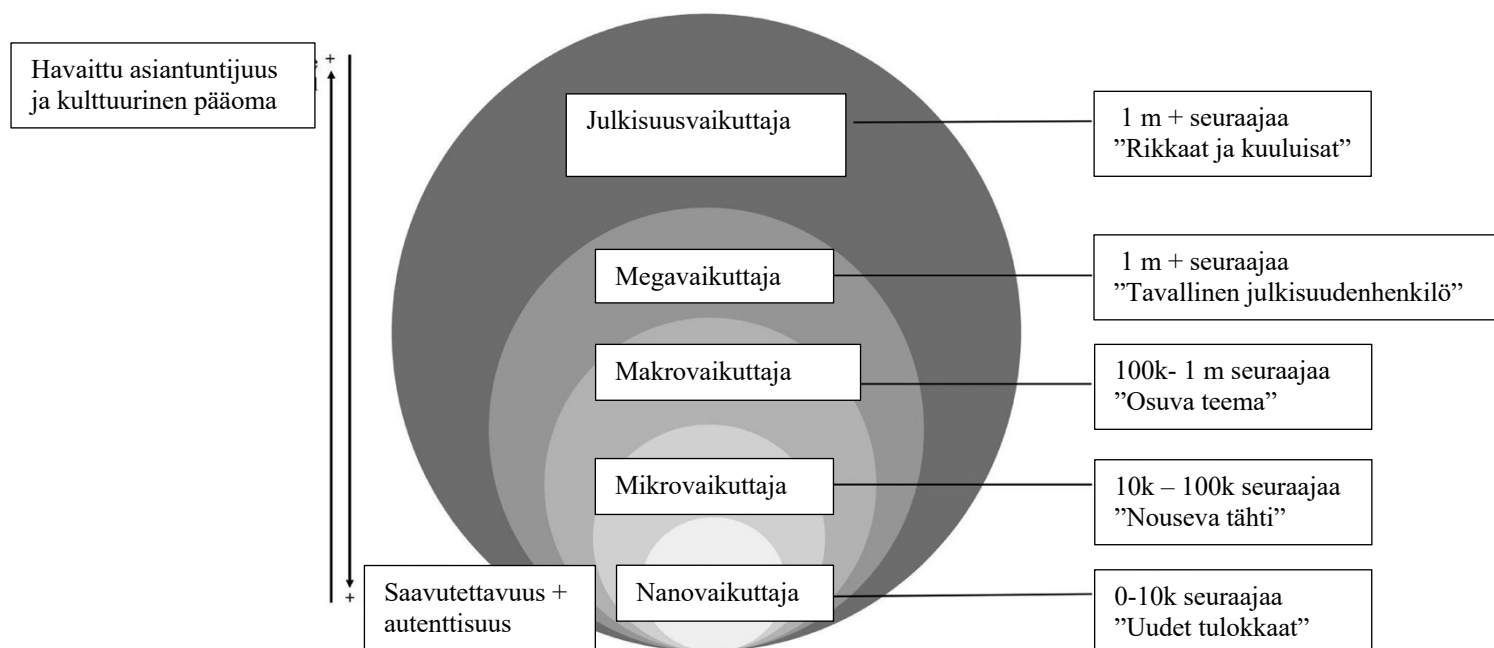 Havaittu asiantuntijuus
ja kulttuurinen pääoma
+
Julkisuusvaikuttaja
1 m + seuraajaa
”Rikkaat ja kuuluisat”
Megavaikuttaja
1 m + seuraajaa
”Tavallinen julkisuudenhenkilö”
Makrovaikuttaja
100k- 1 m seuraajaa
”Osuva teema”
Mikrovaikuttaja
10k – 100k seuraajaa
”Nouseva tähti”
+
Saavutettavuus +
autenttisuus
Nanovaikuttaja
0-10k seuraajaa
”Uudet tulokkaat”